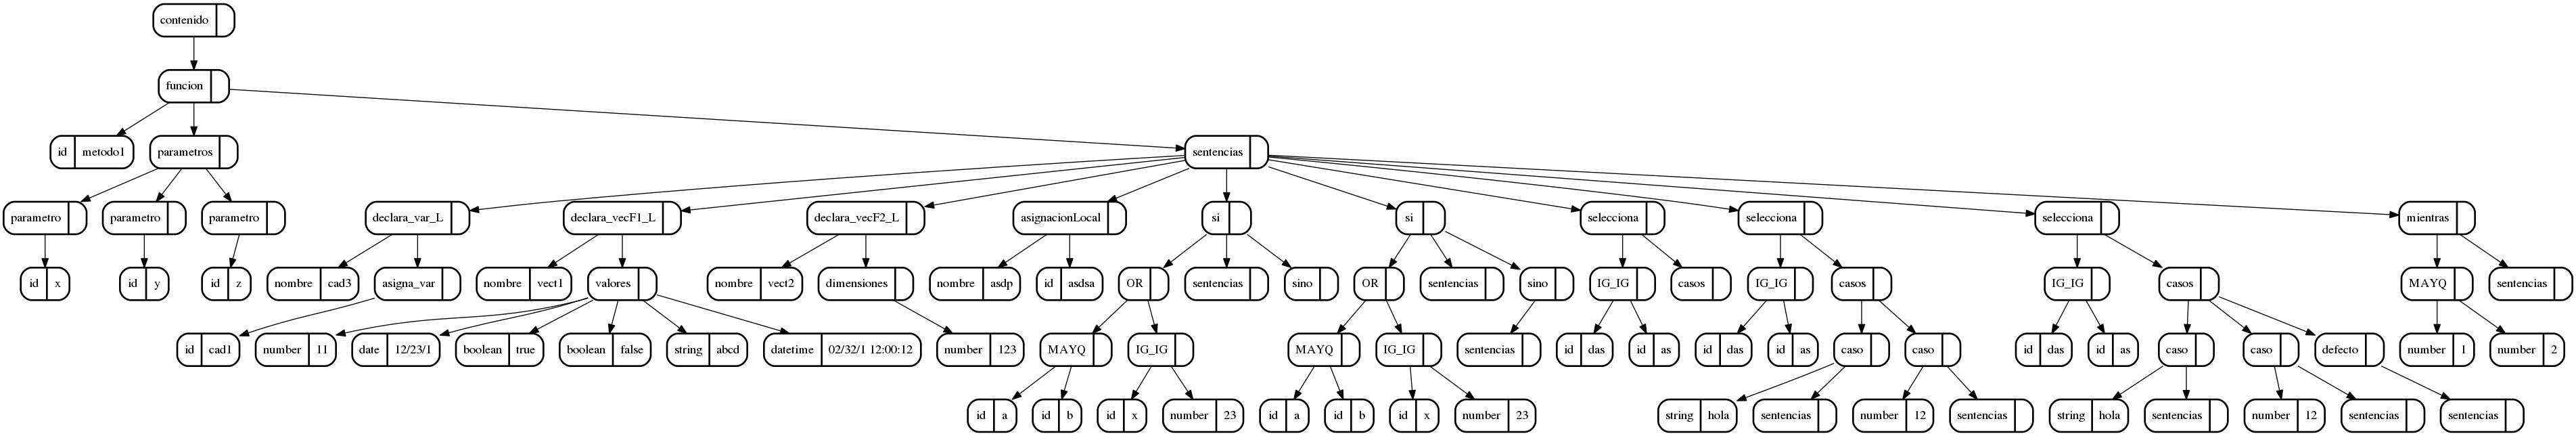 contenido
funcion
id metodo1 parametros sentencias
parametro parametro parametro declara_var_L declara_vecF1_L declara_vecF2_L asignacionLocal si si selecciona selecciona selecciona mientras
id x id y id z nombre cad3 asigna_var nombre vect1 valores nombre vect2 dimensiones nombre asdp id asdsa OR sentencias sino OR sentencias sino IG_IG casos IG_IG casos IG_IG casos MAYQ sentencias
id cad1 number 11 date 12/23/1 boolean true boolean false string abcd datetime 02/32/1 12:00:12 number 123 MAYQ IG_IG MAYQ IG_IG sentencias id das id as id das id as caso caso id das id as caso caso defecto number 1 number 2
id a id b id x number 23 id a id b id x number 23 string hola sentencias number 12 sentencias string hola sentencias number 12 sentencias sentencias